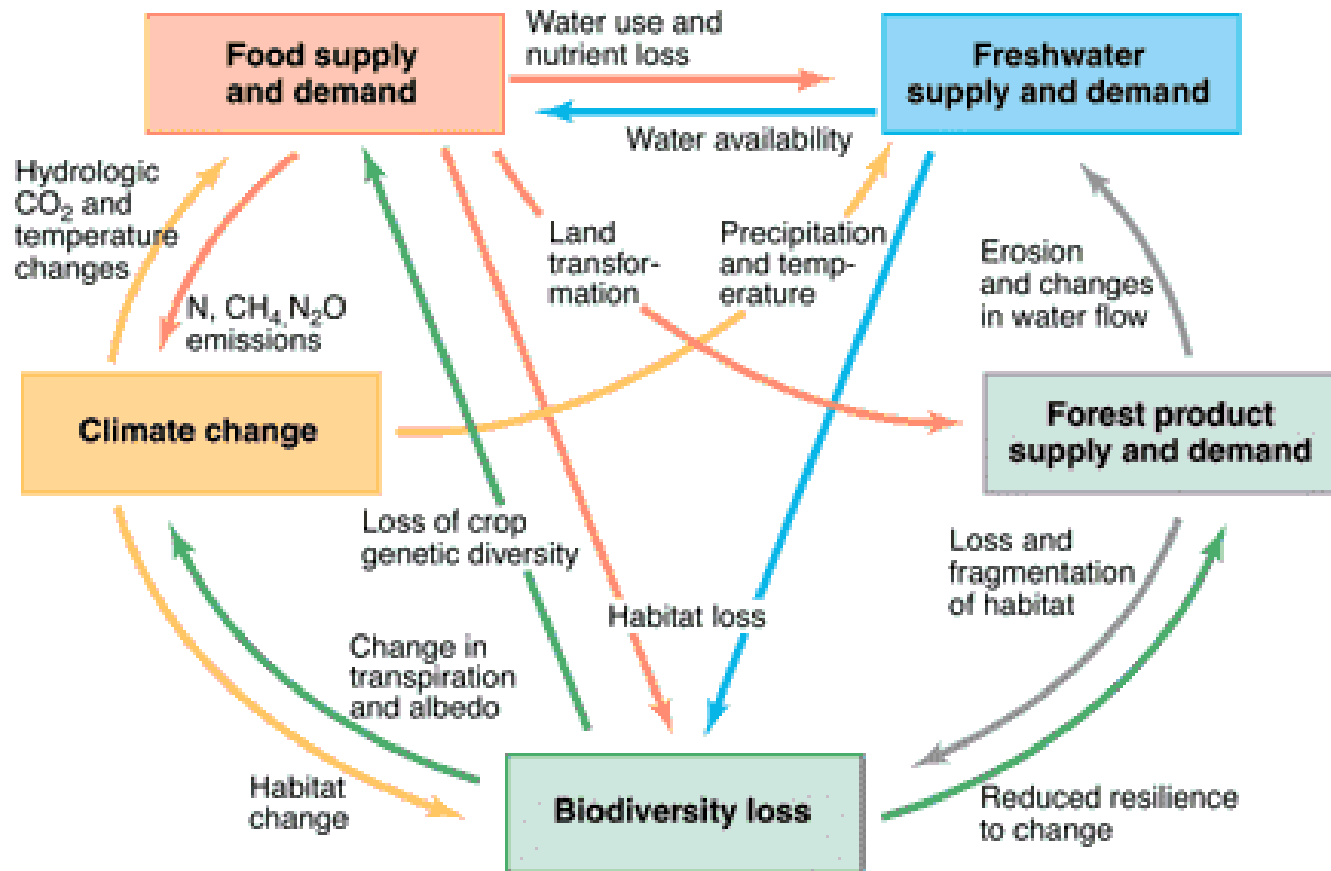 Food supply
and demand
Water use and
nutrient loss
Freshwater
supply and demand
Water availability
Hydrologic
CO₂ and
temperature
changes
N, CH₄, N₂O
emissions
Land
transfor-
mation
Precipitation
and temp-
erature
Erosion
and changes
in water flow
Climate change
Forest product
supply and demand
Loss of crop
genetic diversity
Habitat loss
Loss and
fragmentation
of habitat
Change in
transpiration
and albedo
Habitat
change
Biodiversity loss
Reduced resilience
to change